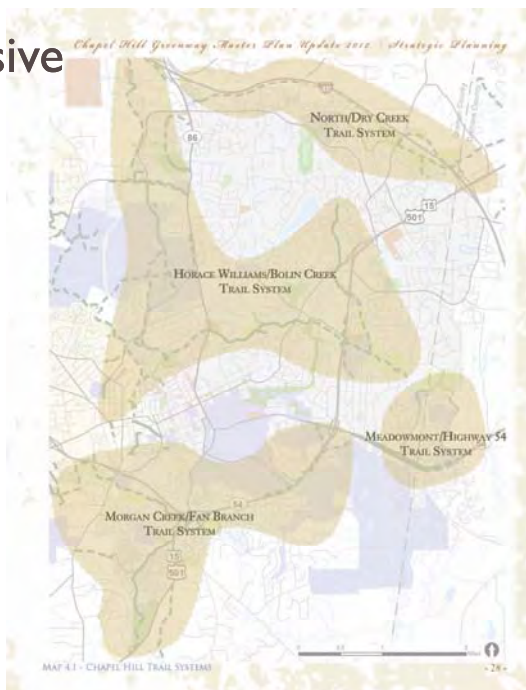 sive
Chapel Hill Greenway Master Plan Update 2012 | Strategic Planning
NORTH/DRY CREEK
TRAIL SYSTEM
86
15
501
HORACE WILLIAMS/BOLIN CREEK
TRAIL SYSTEM
MEADOWMONT/HIGHWAY 54
TRAIL SYSTEM
54
MORGAN CREEK/FAN BRANCH
TRAIL SYSTEM
15
501
MAP 4.1 - CHAPEL HILL TRAIL SYSTEMS
- 28 -